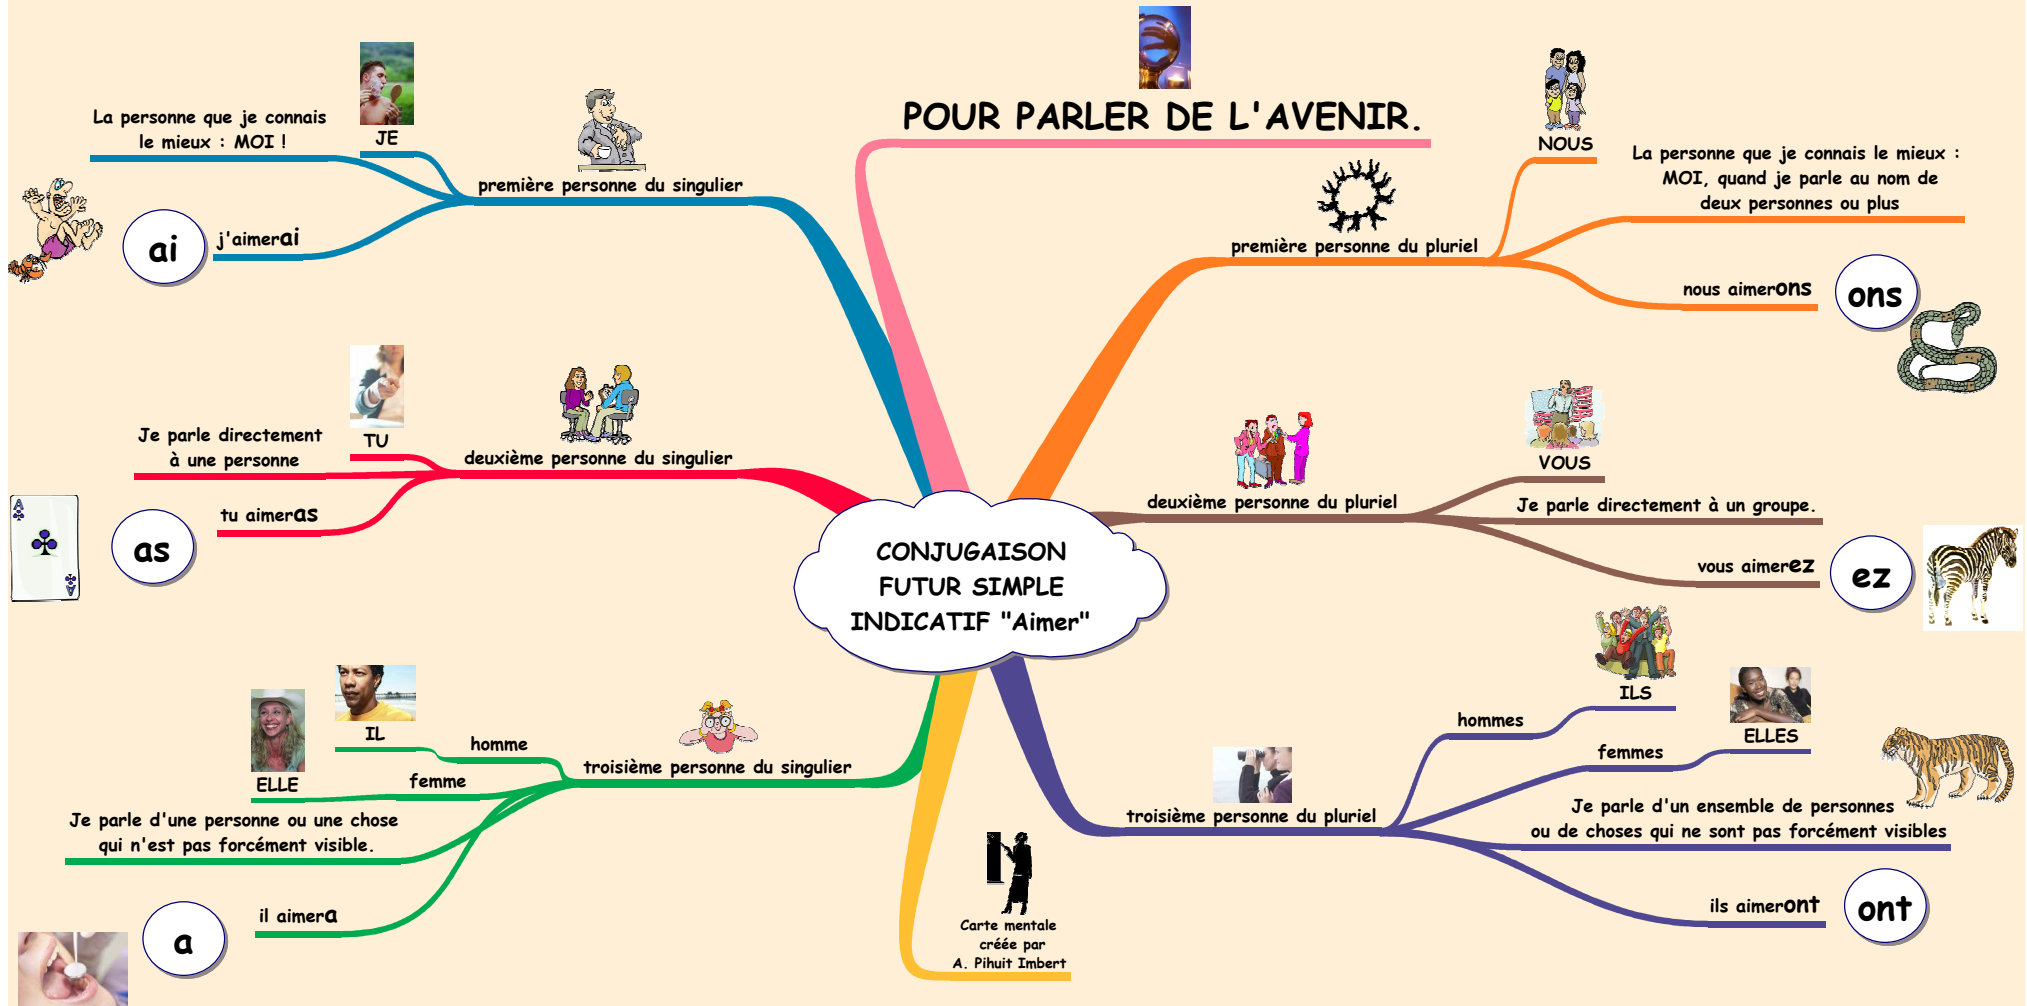 POUR PARLER DE L'AVENIR.
CONJUGAISON
FUTUR SIMPLE
INDICATIF "Aimer"
première personne du singulier
JE
La personne que je connais
le mieux : MOI !
j'aimerai
ai
deuxième personne du singulier
TU
Je parle directement
à une personne
tu aimeras
as
A
A
troisième personne du singulier
homme
IL
femme
ELLE
Je parle d'une personne ou une chose
qui n'est pas forcément visible.
il aimera
a
première personne du pluriel
NOUS
La personne que je connais le mieux :
MOI, quand je parle au nom de
deux personnes ou plus
nous aimerons
ons
deuxième personne du pluriel
VOUS
Je parle directement à un groupe.
vous aimerez
ez
troisième personne du pluriel
hommes
ILS
femmes
ELLES
Je parle d'un ensemble de personnes
ou de choses qui ne sont pas forcément visibles
ils aimeront
ont
Carte mentale
créée par
A. Pihuit Imbert